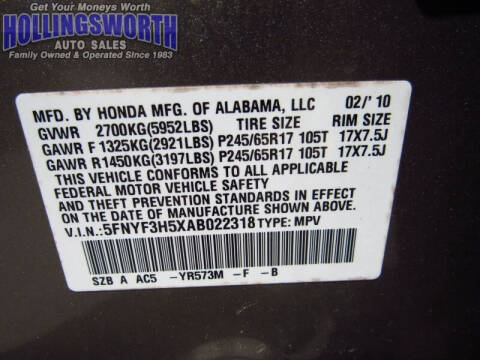 Get Your Moneys Worth
HOLLINGSWORTH
AUTO SALES
Family Owned & Operated Since 1983
MFD. BY HONDA MFG. OF ALABAMA, LLC 02/'10
GVWR 2700KG(5952LBS) TIRE SIZE RIM SIZE
GAWR F 1325KG(2921LBS) P245/65R17 105T 17X7.5J
GAWR R1450KG(3197LBS) P245/65R17 105T 17X7.5J
THIS VEHICLE CONFORMS TO ALL APPLICABLE
FEDERAL MOTOR VEHICLE SAFETY AND
THEFT PREVENTION STANDARDS IN EFFECT
ON THE DATE OF MANUFACTURE SHOWN ABOVE.
V.I.N.:5FNYF3H5XAB022318 TYPE: MPV
SZB A AC5 -YR573M -F -B